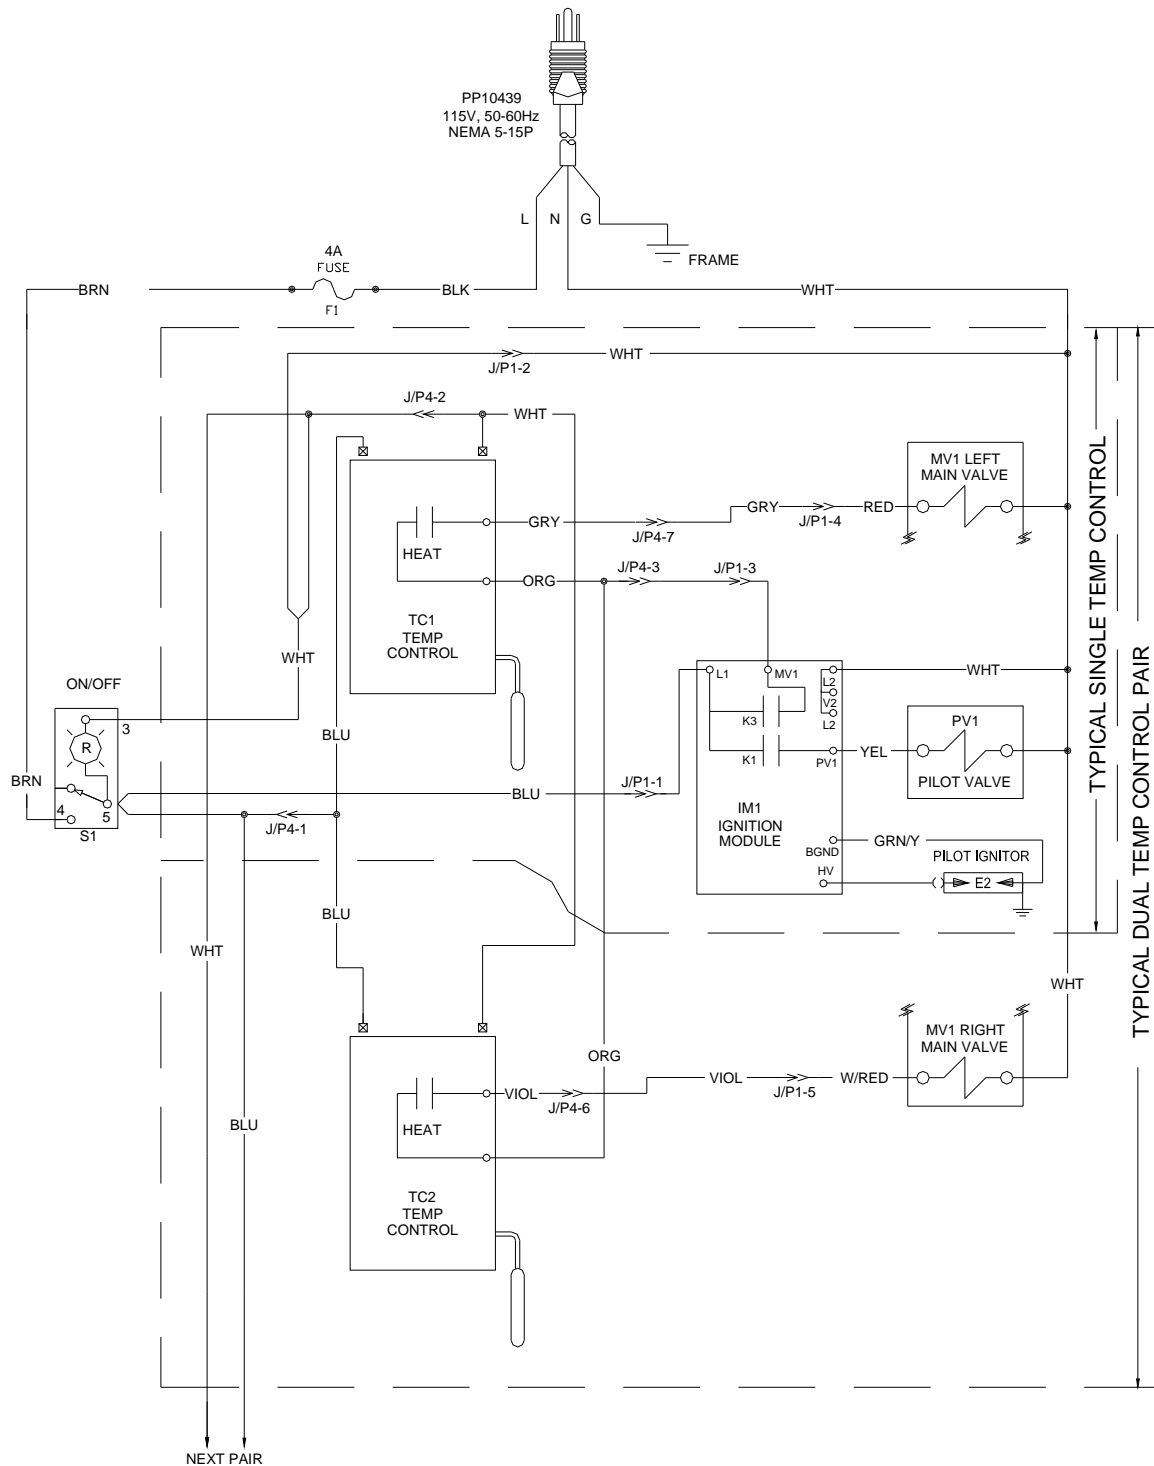 PP10439
115V, 50-60Hz
NEMA 5-15P
L
N
G
FRAME
4A
FUSE
F1
BRN
BLK
WHT
J/P1-2
WHT
J/P4-2
WHT
MV1 LEFT
MAIN VALVE
GRY
J/P4-7
GRY
J/P1-4
RED
HEAT
ORG
J/P4-3
J/P1-3
TC1
TEMP
CONTROL
WHT
ON/OFF
3
R
BRN
4
5
S1
BLU
J/P4-1
BLU
J/P1-1
L1
MV1
L2
V2
L2
K3
K1
PV1
WHT
YEL
PV1
PILOT VALVE
IM1
IGNITION
MODULE
BGND
HV
GRN/Y
PILOT IGNITOR
E2
TYPICAL SINGLE TEMP CONTROL
TYPICAL DUAL TEMP CONTROL PAIR
BLU
WHT
WHT
MV1 RIGHT
MAIN VALVE
ORG
VIOL
J/P4-6
VIOL
J/P1-5
W/RED
HEAT
BLU
TC2
TEMP
CONTROL
NEXT PAIR